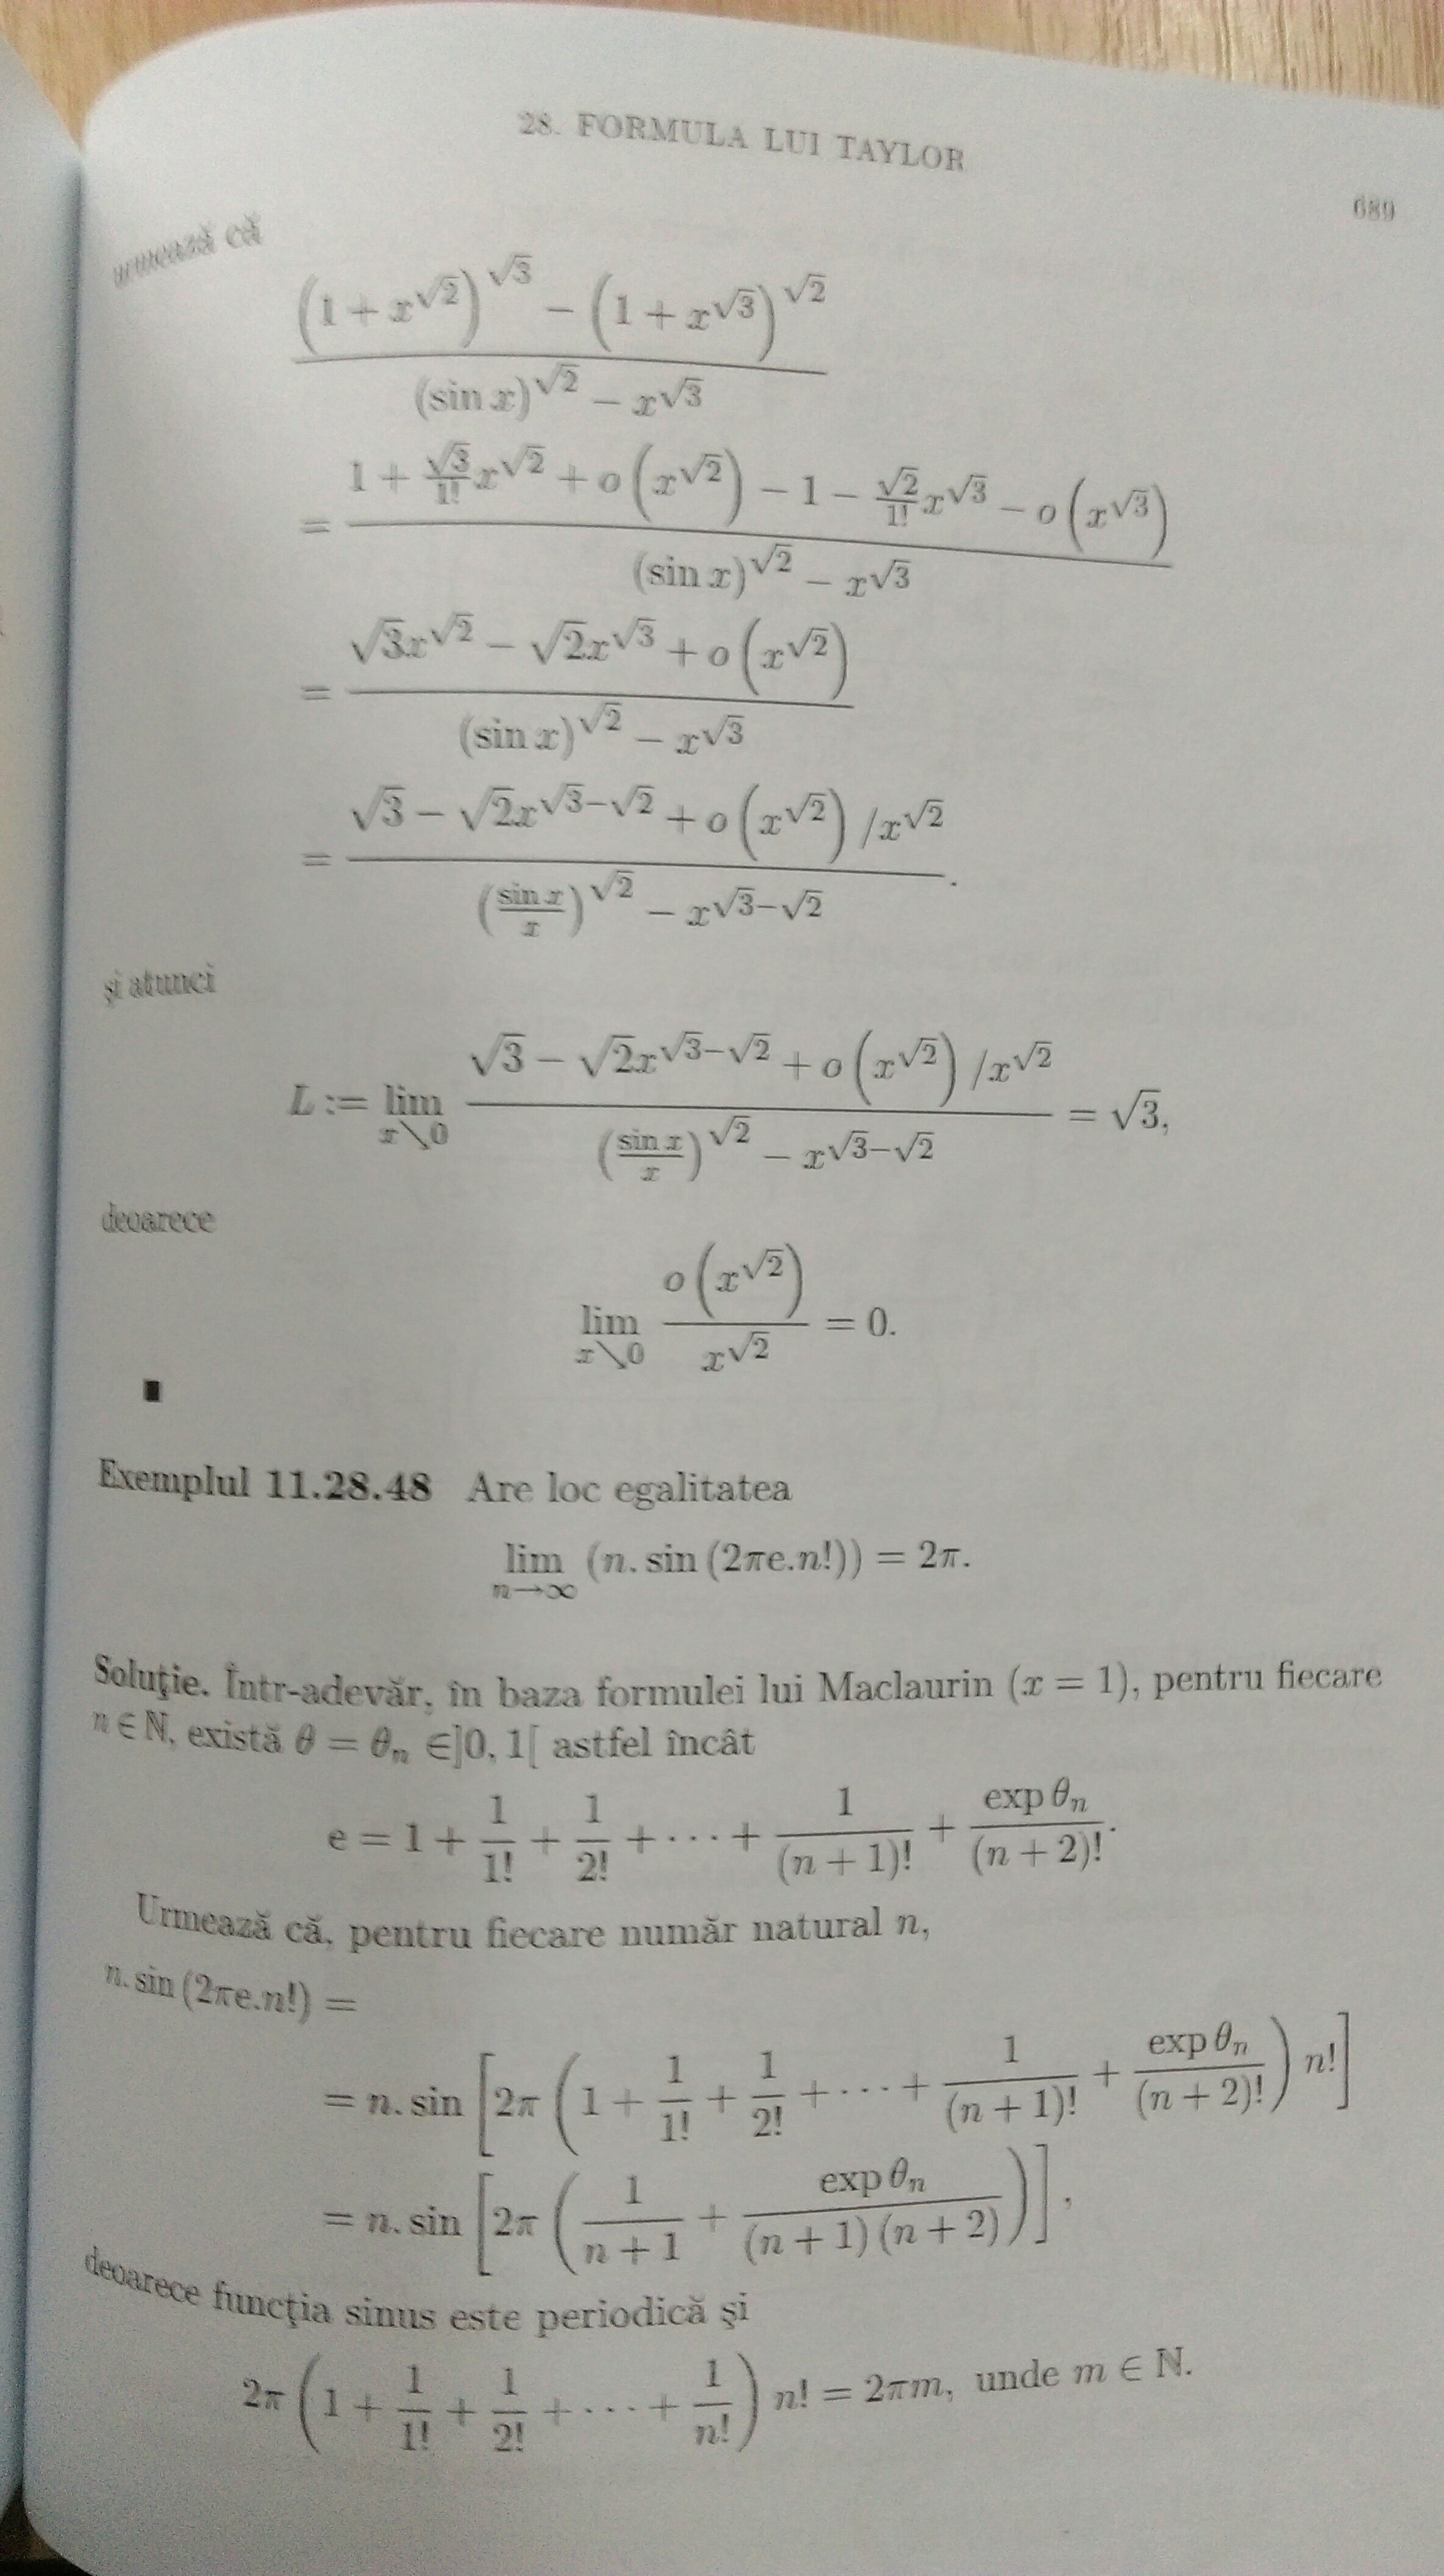 28. FORMULA LUI TAYLOR
689
urmează că
\frac{\left(1+x^{\sqrt{2}}\right)^{\sqrt{3}}-\left(1+x^{\sqrt{3}}\right)^{\sqrt{2}}}{(\sin x)^{\sqrt{2}}-x^{\sqrt{3}}}
=\frac{1+\frac{\sqrt{3}}{1!}x^{\sqrt{2}}+o\left(x^{\sqrt{2}}\right)-1-\frac{\sqrt{2}}{1!}x^{\sqrt{3}}-o\left(x^{\sqrt{3}}\right)}{(\sin x)^{\sqrt{2}}-x^{\sqrt{3}}}
=\frac{\sqrt{3}x^{\sqrt{2}}-\sqrt{2}x^{\sqrt{3}}+o\left(x^{\sqrt{2}}\right)}{(\sin x)^{\sqrt{2}}-x^{\sqrt{3}}}
=\frac{\sqrt{3}-\sqrt{2}x^{\sqrt{3}-\sqrt{2}}+o\left(x^{\sqrt{2}}\right)/x^{\sqrt{2}}}{\left(\frac{\sin x}{x}\right)^{\sqrt{2}}-x^{\sqrt{3}-\sqrt{2}}}.
şi atunci
L:=\lim_{x\searrow 0}\frac{\sqrt{3}-\sqrt{2}x^{\sqrt{3}-\sqrt{2}}+o\left(x^{\sqrt{2}}\right)/x^{\sqrt{2}}}{\left(\frac{\sin x}{x}\right)^{\sqrt{2}}-x^{\sqrt{3}-\sqrt{2}}}=\sqrt{3},
deoarece
\lim_{x\searrow 0}\frac{o\left(x^{\sqrt{2}}\right)}{x^{\sqrt{2}}}=0.
■
Exemplul 11.28.48 Are loc egalitatea
\lim_{n\to\infty}(n.\sin(2\pi e.n!))=2\pi.
Soluţie. Într-adevăr, în baza formulei lui Maclaurin (x = 1), pentru fiecare
n ∈ ℕ, există θ = θ_n ∈]0, 1[ astfel încât
e=1+\frac{1}{1!}+\frac{1}{2!}+\cdots+\frac{1}{(n+1)!}+\frac{\exp\theta_n}{(n+2)!}.
Urmează că, pentru fiecare număr natural n,
n.\sin(2\pi e.n!)=
=n.\sin\left[2\pi\left(1+\frac{1}{1!}+\frac{1}{2!}+\cdots+\frac{1}{(n+1)!}+\frac{\exp\theta_n}{(n+2)!}\right)n!\right]
=n.\sin\left[2\pi\left(\frac{1}{n+1}+\frac{\exp\theta_n}{(n+1)(n+2)}\right)\right],
deoarece funcţia sinus este periodică şi
2\pi\left(1+\frac{1}{1!}+\frac{1}{2!}+\cdots+\frac{1}{n!}\right)n!=2\pi m, unde m ∈ ℕ.